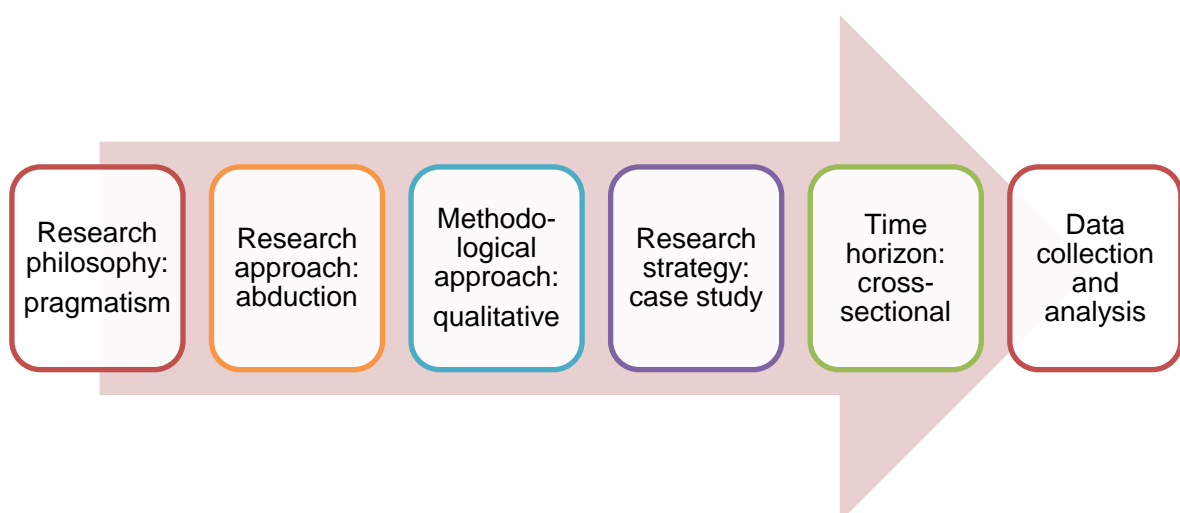 Research
philosophy:
pragmatism
Research
approach:
abduction
Methodo-
logical
approach:
qualitative
Research
strategy:
case study
Time
horizon:
cross-
sectional
Data
collection
and
analysis